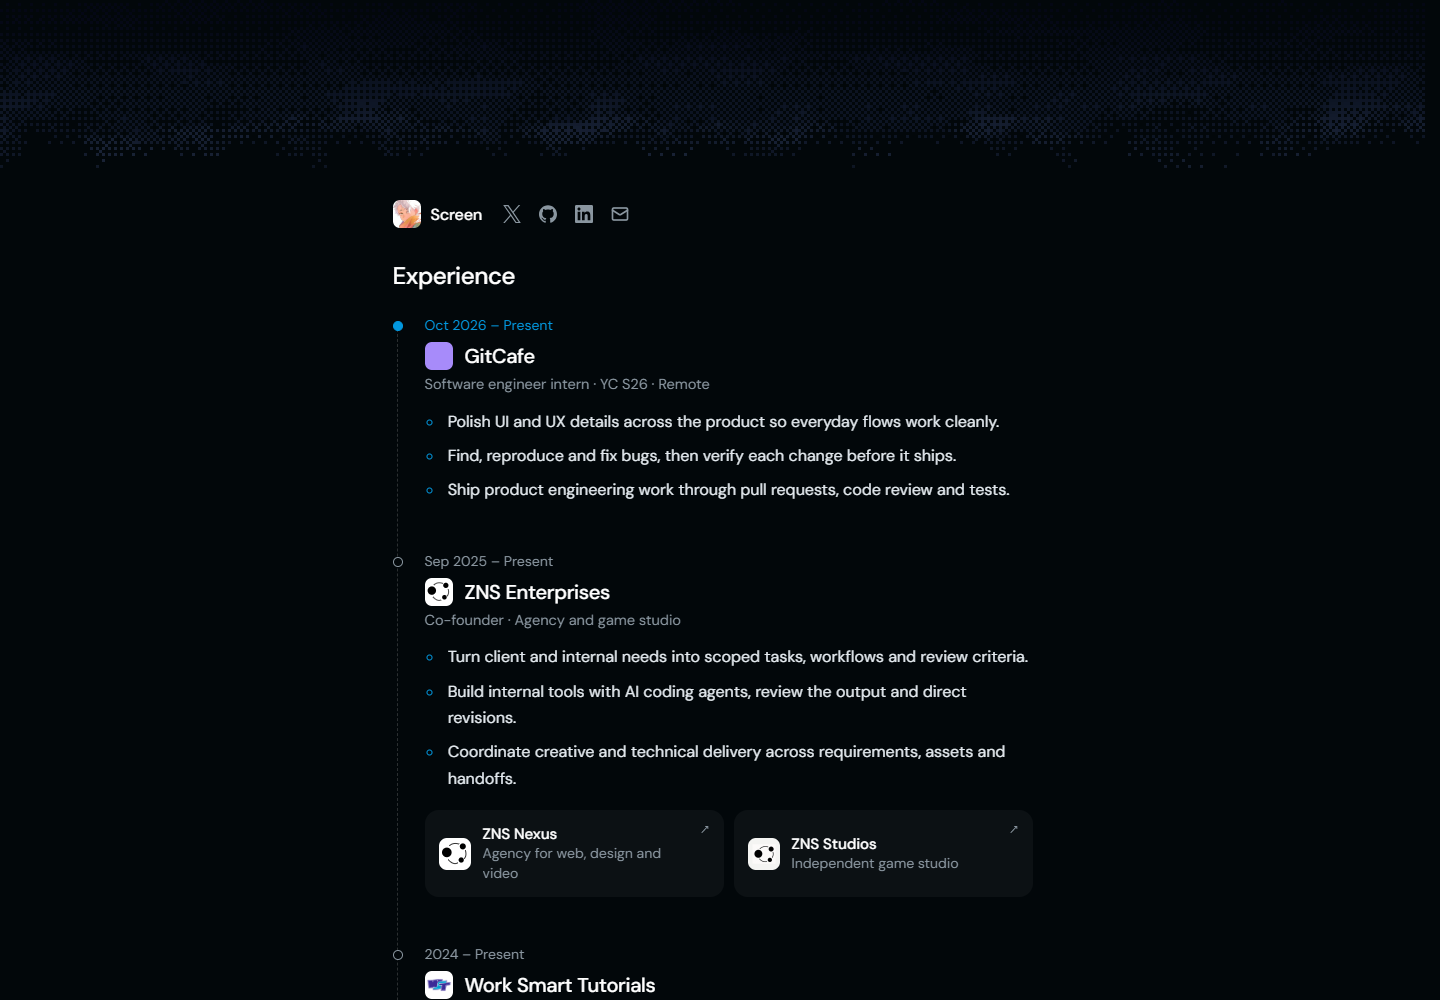 Screen
Experience
Oct 2026 – Present
GitCafe
Software engineer intern · YC S26 · Remote
Polish UI and UX details across the product so everyday flows work cleanly.
Find, reproduce and fix bugs, then verify each change before it ships.
Ship product engineering work through pull requests, code review and tests.
Sep 2025 – Present
ZNS Enterprises
Co-founder · Agency and game studio
Turn client and internal needs into scoped tasks, workflows and review criteria.
Build internal tools with AI coding agents, review the output and direct
revisions.
Coordinate creative and technical delivery across requirements, assets and
handoffs.
ZNS Nexus
Agency for web, design and
video
ZNS Studios
Independent game studio
2024 – Present
Work Smart Tutorials